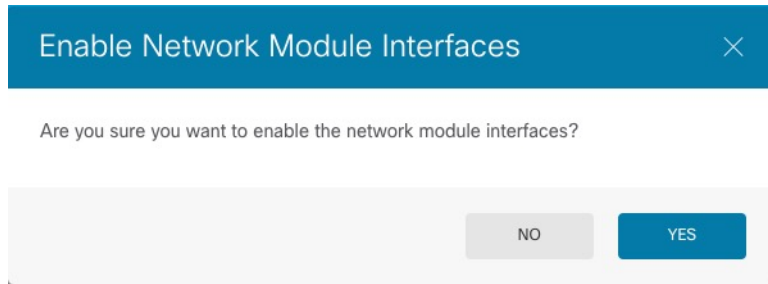 Enable Network Module Interfaces
Are you sure you want to enable the network module interfaces?
NO
YES